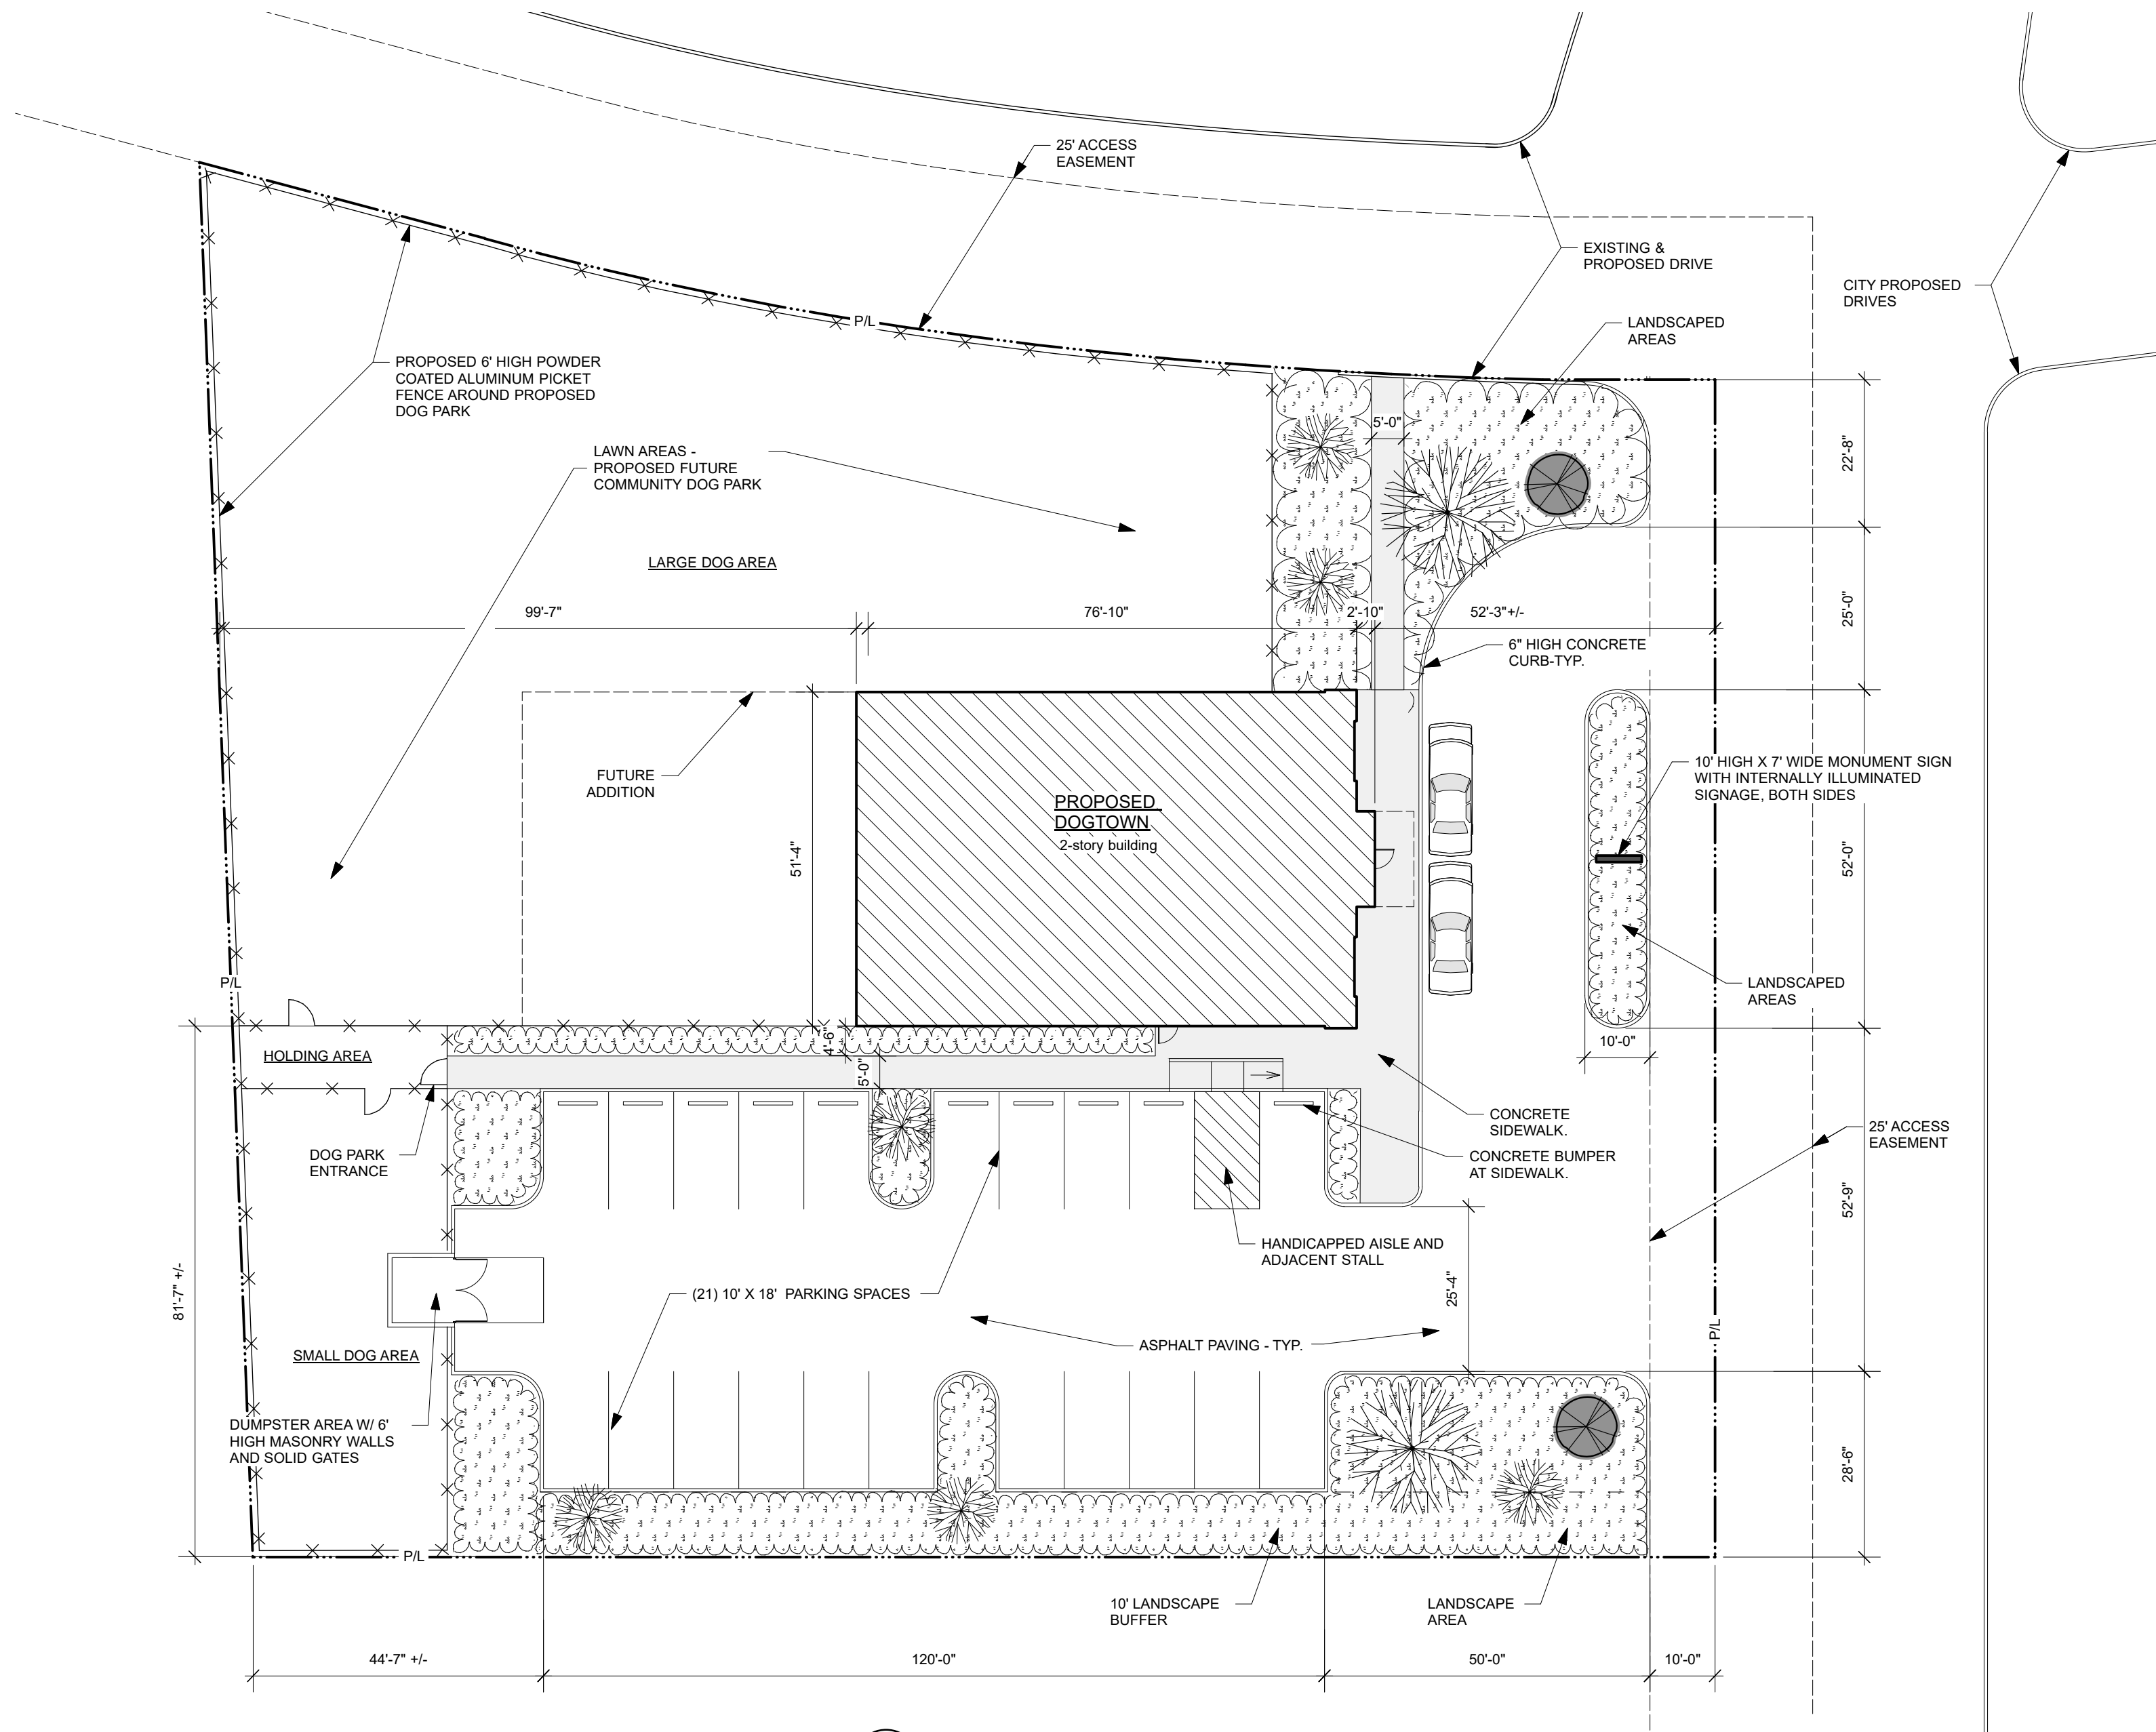 25' ACCESS
EASEMENT
EXISTING &
PROPOSED DRIVE
CITY PROPOSED
DRIVES
P/L
LANDSCAPED
AREAS
PROPOSED 6' HIGH POWDER
COATED ALUMINUM PICKET
FENCE AROUND PROPOSED
DOG PARK
5'-0"
22'-8"
LAWN AREAS -
PROPOSED FUTURE
COMMUNITY DOG PARK
LARGE DOG AREA
99'-7"
76'-10"
2'-10"
52'-3"+/-
25'-0"
6" HIGH CONCRETE
CURB-TYP.
FUTURE
ADDITION
10' HIGH X 7' WIDE MONUMENT SIGN
WITH INTERNALLY ILLUMINATED
SIGNAGE, BOTH SIDES
PROPOSED
DOGTOWN
2-story building
51'-4"
52'-0"
P/L
LANDSCAPED
AREAS
HOLDING AREA
4'-6"
5'-0"
10'-0"
CONCRETE
SIDEWALK.
25' ACCESS
EASEMENT
DOG PARK
ENTRANCE
CONCRETE BUMPER
AT SIDEWALK.
52'-9"
HANDICAPPED AISLE AND
ADJACENT STALL
81'-7" +/-
(21) 10' X 18'  PARKING SPACES
25'-4"
ASPHALT PAVING - TYP.
P/L
SMALL DOG AREA
DUMPSTER AREA W/ 6'
HIGH MASONRY WALLS
AND SOLID GATES
28'-6"
P/L
10' LANDSCAPE
BUFFER
LANDSCAPE
AREA
44'-7" +/-
120'-0"
50'-0"
10'-0"